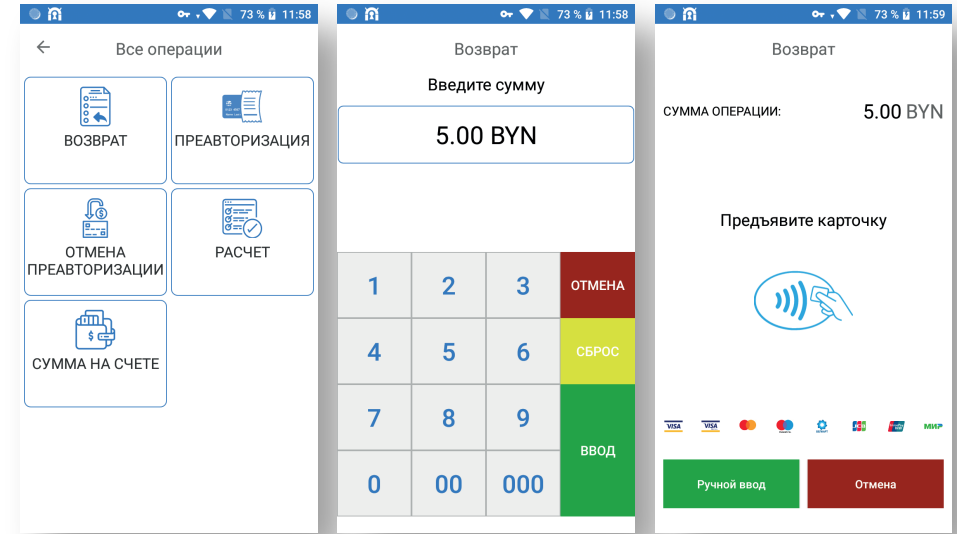 73 % 11:58
Все операции
ВОЗВРАТ
ПРЕАВТОРИЗАЦИЯ
ОТМЕНА
ПРЕАВТОРИЗАЦИИ
РАСЧЕТ
СУММА НА СЧЕТЕ
73 % 11:58
Возврат
Введите сумму
5.00 BYN
1 2 3 ОТМЕНА
4 5 6 СБРОС
7 8 9
ВВОД
0 00 000
73 % 11:59
Возврат
СУММА ОПЕРАЦИИ: 5.00 BYN
Предъявите карточку
VISA VISA JCB МИР
Ручной ввод Отмена